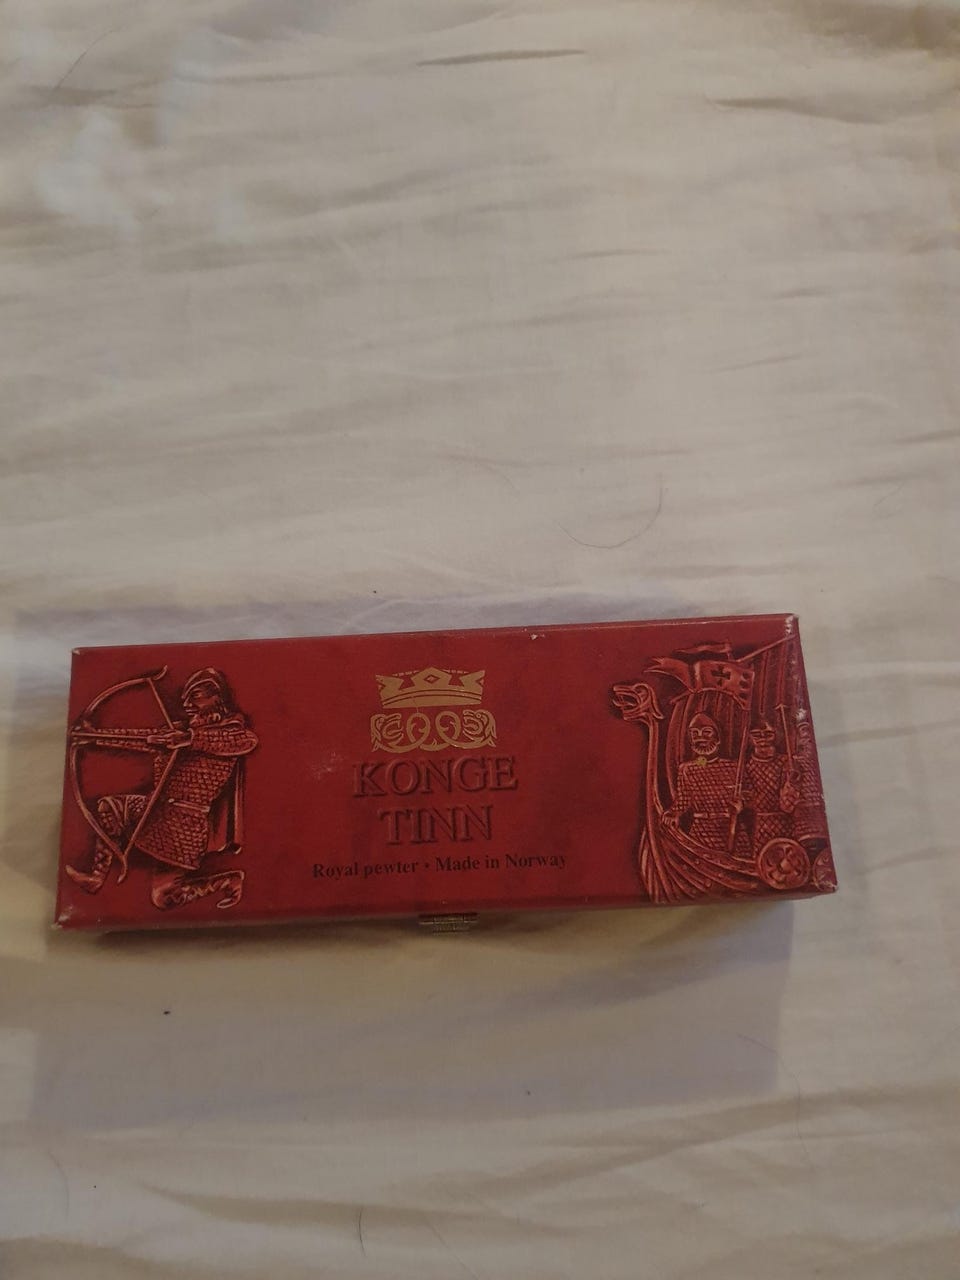 KONGE
TINN
Royal pewter • Made in Norway